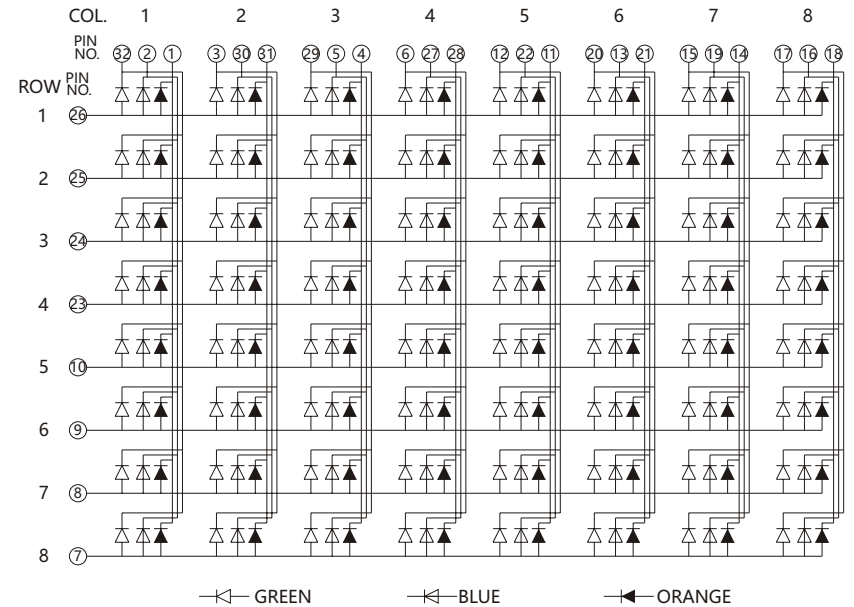 COL. 1 2 3 4 5 6 7 8
PIN NO. 32 2 1 3 30 31 29 5 4 6 27 28 12 22 11 20 13 21 15 19 14 17 16 18
ROW PIN NO.
1 26
2 25
3 24
4 23
5 10
6 9
7 8
8 7
GREEN BLUE ORANGE